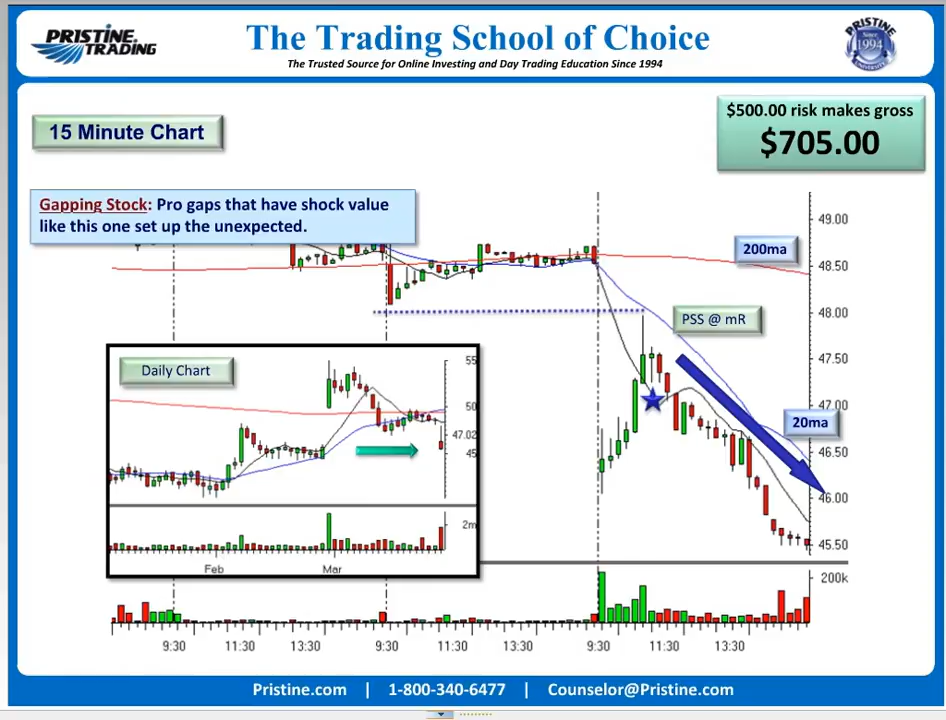 PRISTINE TRADING
The Trading School of Choice
The Trusted Source for Online Investing and Day Trading Education Since 1994
PRISTINE
Since
1994
15 Minute Chart
$500.00 risk makes gross
$705.00
Gapping Stock: Pro gaps that have shock value
like this one set up the unexpected.
200ma
49.00
48.50
48.00
PSS @ mR
47.50
47.00
20ma
46.50
46.00
45.50
200k
Daily Chart
55
50
47.02
45
2m
Feb Mar
9:30 11:30 13:30 9:30 11:30 13:30 9:30 11:30 13:30
Pristine.com | 1-800-340-6477 | Counselor@Pristine.com